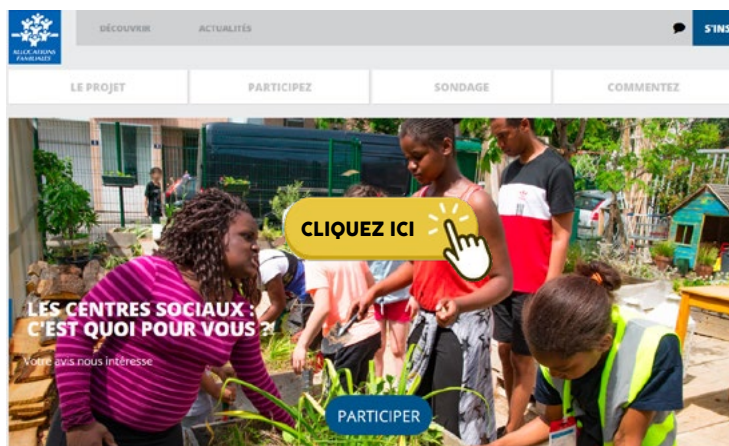 DÉCOUVRIR
ACTUALITÉS
S'INS
ALLOCATIONS
FAMILIALES
LE PROJET
PARTICIPEZ
SONDAGE
COMMENTEZ
CLIQUEZ ICI
LES CENTRES SOCIAUX :
C'EST QUOI POUR VOUS ?
Votre avis nous intéresse
PARTICIPER